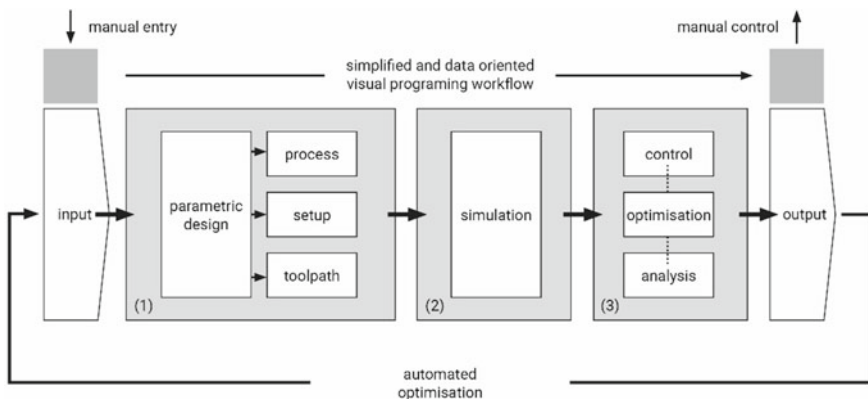 manual entry
manual control
simplified and data oriented
visual programing workflow
input
parametric
design
process
setup
toolpath
(1)
simulation
(2)
control
optimisation
analysis
(3)
output
automated
optimisation